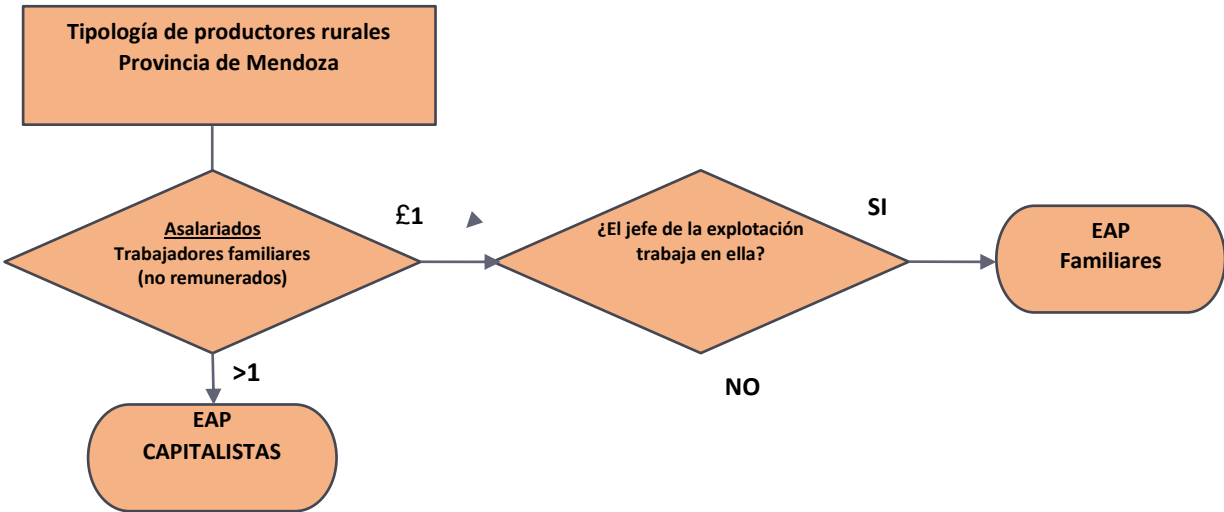 Tipología de productores rurales
Provincia de Mendoza
Asalariados
Trabajadores familiares
(no remunerados)
£1
¿El jefe de la explotación
trabaja en ella?
SI
EAP
Familiares
>1
NO
EAP
CAPITALISTAS